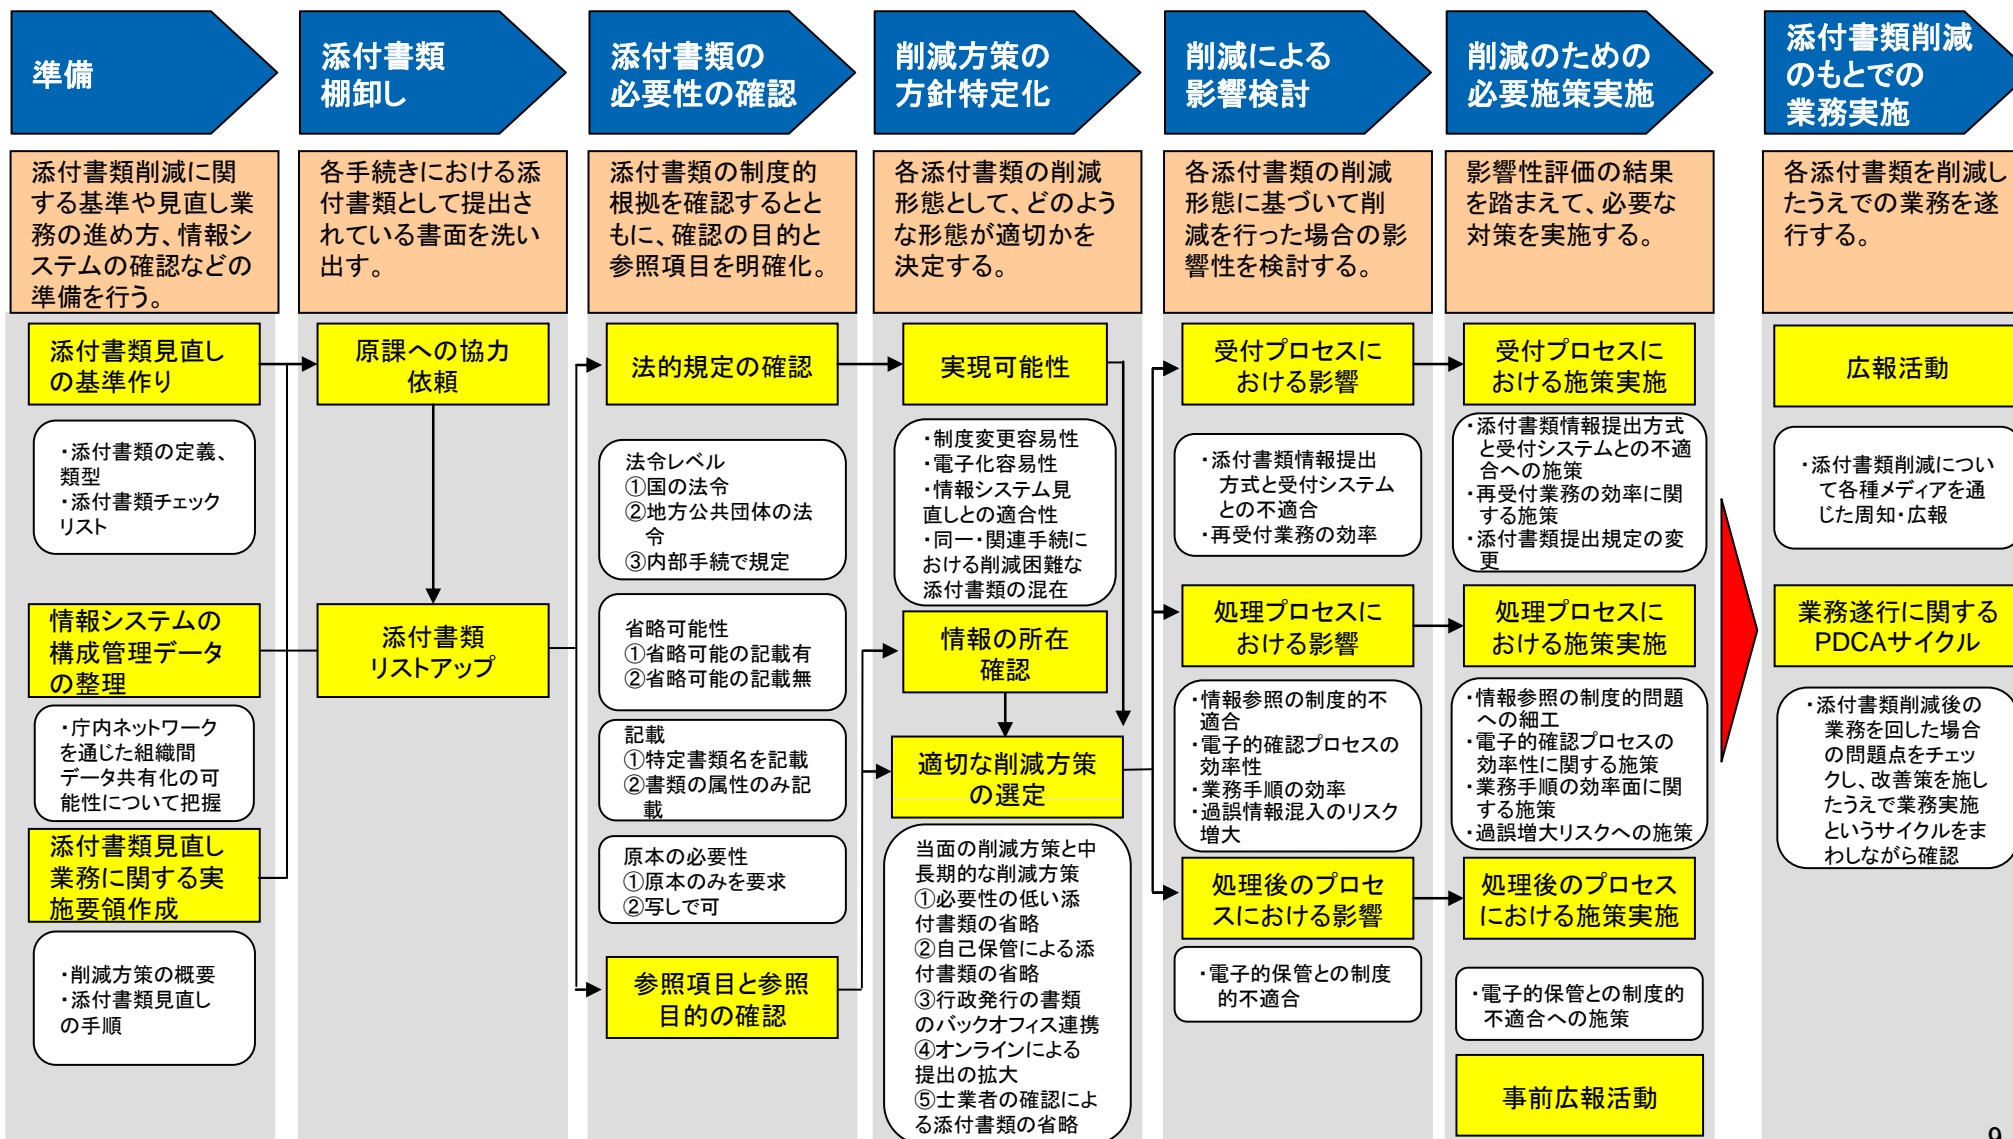 準備
添付書類
棚卸し
添付書類の
必要性の確認
削減方策の
方針特定化
削減による
影響検討
削減のための
必要施策実施
添付書類削減
のもとでの
業務実施
添付書類削減に関
する基準や見直し業
務の進め方、情報シ
ステムの確認などの
準備を行う。
各手続きにおける添
付書類として提出さ
れている書面を洗い
出す。
添付書類の制度的
根拠を確認するとと
もに、確認の目的と
参照項目を明確化。
各添付書類の削減
形態として、どのよう
な形態が適切かを
決定する。
各添付書類の削減
形態に基づいて削
減を行った場合の影
響性を検討する。
影響性評価の結果
を踏まえて、必要な
対策を実施する。
各添付書類を削減し
たうえでの業務を遂
行する。
添付書類見直し
の基準作り
・添付書類の定義、
類型
・添付書類チェック
リスト
情報システムの
構成管理データ
の整理
・庁内ネットワーク
を通じた組織間
データ共有化の可
能性について把握
添付書類見直し
業務に関する実
施要領作成
・削減方策の概要
・添付書類見直し
の手順
原課への協力
依頼
添付書類
リストアップ
法的規定の確認
法令レベル
①国の法令
②地方公共団体の法
令
③内部手続で規定
省略可能性
①省略可能の記載有
②省略可能の記載無
記載
①特定書類名を記載
②書類の属性のみ記
載
原本の必要性
①原本のみを要求
②写しで可
参照項目と参照
目的の確認
実現可能性
・制度変更容易性
・電子化容易性
・情報システム見
直しとの適合性
・同一・関連手続に
おける削減困難な
添付書類の混在
情報の所在
確認
適切な削減方策
の選定
当面の削減方策と中
長期的な削減方策
①必要性の低い添
付書類の省略
②自己保管による添
付書類の省略
③行政発行の書類
のバックオフィス連携
④オンラインによる
提出の拡大
⑤士業者の確認によ
る添付書類の省略
受付プロセスに
おける影響
・添付書類情報提出
方式と受付システム
との不適合
・再受付業務の効率
処理プロセスに
おける影響
・情報参照の制度的不
適合
・電子的確認プロセスの
効率性
・業務手順の効率
・過誤情報混入のリスク
増大
処理後のプロセ
スにおける影響
・電子的保管との制度
的不適合
受付プロセスに
おける施策実施
・添付書類情報提出方式
と受付システムとの不適
合への施策
・再受付業務の効率に関
する施策
・添付書類提出規定の変
更
処理プロセスに
おける施策実施
・情報参照の制度的問題
への細工
・電子的確認プロセスの
効率性に関する施策
・業務手順の効率面に関
する施策
・過誤増大リスクへの施策
処理後のプロセス
における施策実施
・電子的保管との制度的
不適合への施策
事前広報活動
広報活動
・添付書類削減につい
て各種メディアを通
じた周知・広報
業務遂行に関する
PDCAサイクル
・添付書類削減後の
業務を回した場合
の問題点をチェッ
クし、改善策を施し
たうえで業務実施
というサイクルをま
わしながら確認
9